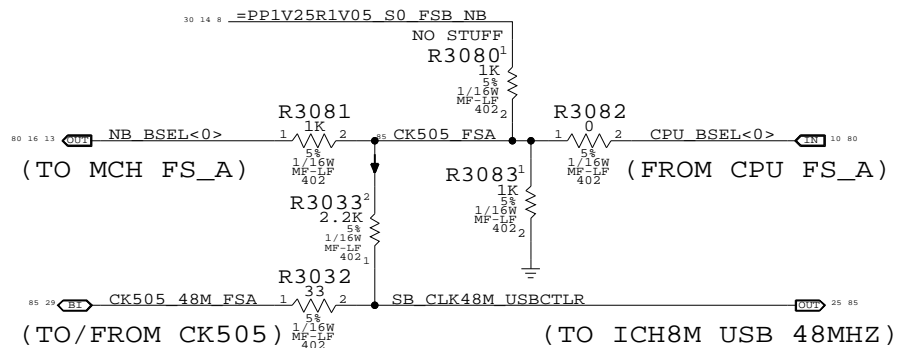 30 14 8 =PP1V25R1V05_S0_FSB_NB
NO STUFF
R3080 1
1K
5%
1/16W
MF-LF
402 2
R3081
1K
1 2
5%
1/16W
MF-LF
402
R3082
0
1 2
5%
1/16W
MF-LF
402
80 16 13 OUT NB_BSEL<0>
85 CK505_FSA
CPU_BSEL<0> IN 10 80
(TO MCH FS_A)
(FROM CPU FS_A)
R3083 1
1K
5%
1/16W
MF-LF
402 2
R3033 2
2.2K
5%
1/16W
MF-LF
402 1
R3032
33
1 2
5%
1/16W
MF-LF
402
85 29 BI CK505_48M_FSA
SB_CLK48M_USBCTLR OUT 25 85
(TO/FROM CK505)
(TO ICH8M USB 48MHZ)